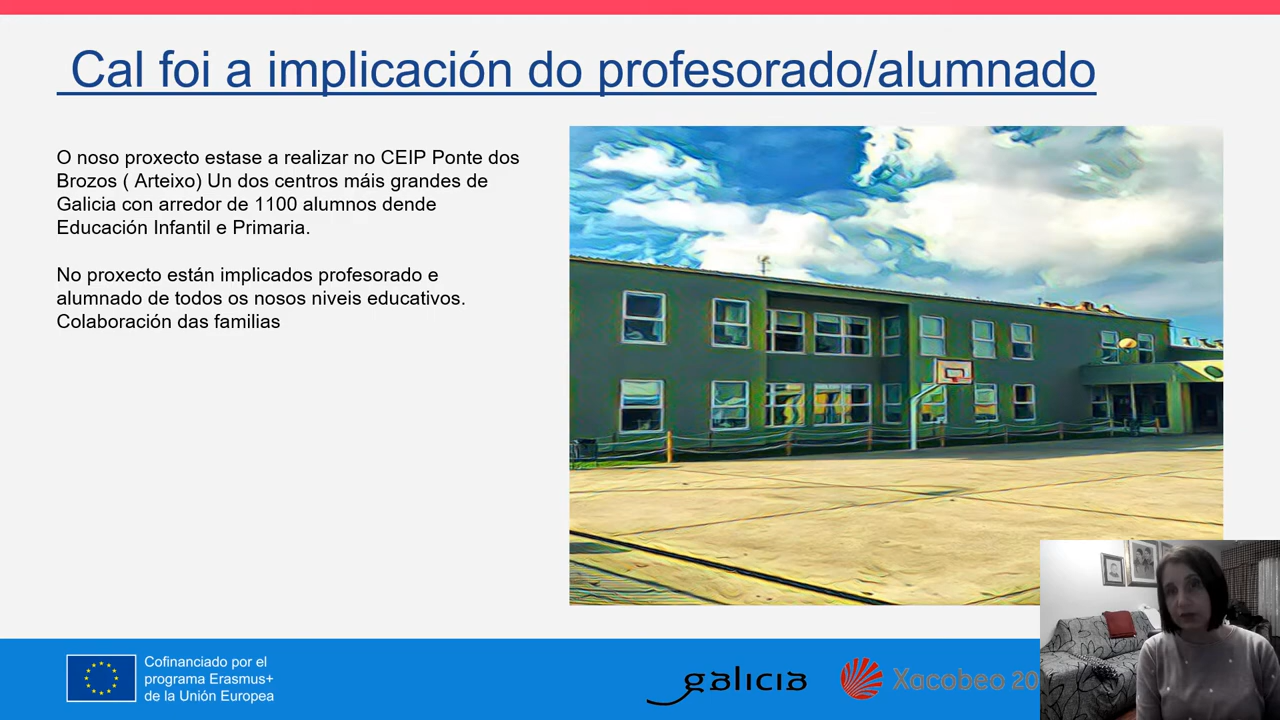 Cal foi a implicación do profesorado/alumnado
O noso proxecto estase a realizar no CEIP Ponte dos
Brozos ( Arteixo) Un dos centros máis grandes de
Galicia con arredor de 1100 alumnos dende
Educación Infantil e Primaria.
No proxecto están implicados profesorado e
alumnado de todos os nosos niveis educativos.
Colaboración das familias
Cofinanciado por el
programa Erasmus+
de la Unión Europea
galicia
Xacobeo 20